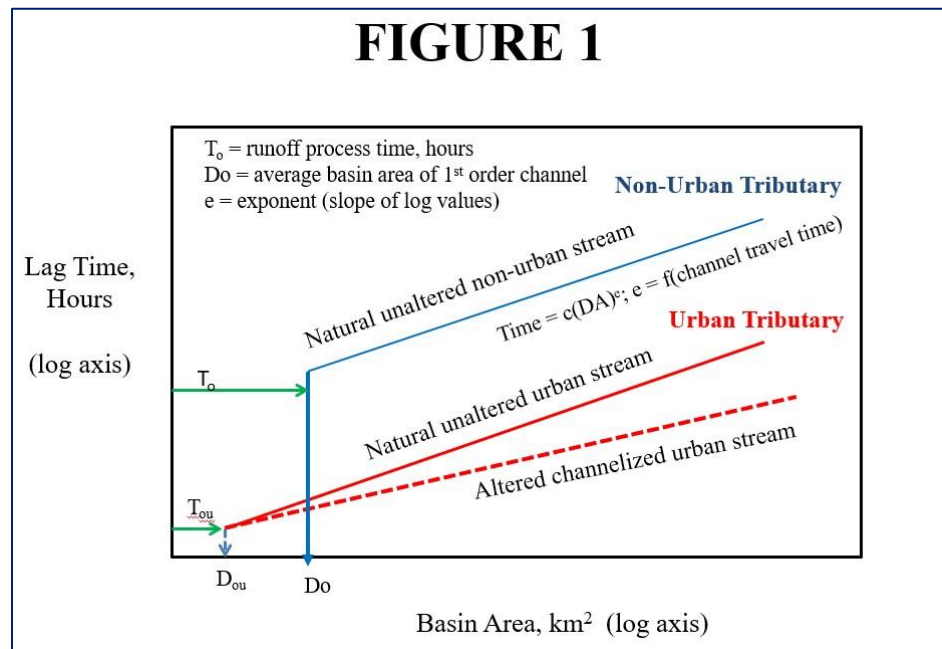 FIGURE 1
T₀ = runoff process time, hours
Do = average basin area of 1st order channel
e = exponent (slope of log values)
Non-Urban Tributary
Natural unaltered non-urban stream
Time = c(DA)ᵉ; e = f(channel travel time)
Urban Tributary
Lag Time,
Hours
(log axis)
T₀
Natural unaltered urban stream
Altered channelized urban stream
Tou
Dou
Do
Basin Area, km² (log axis)